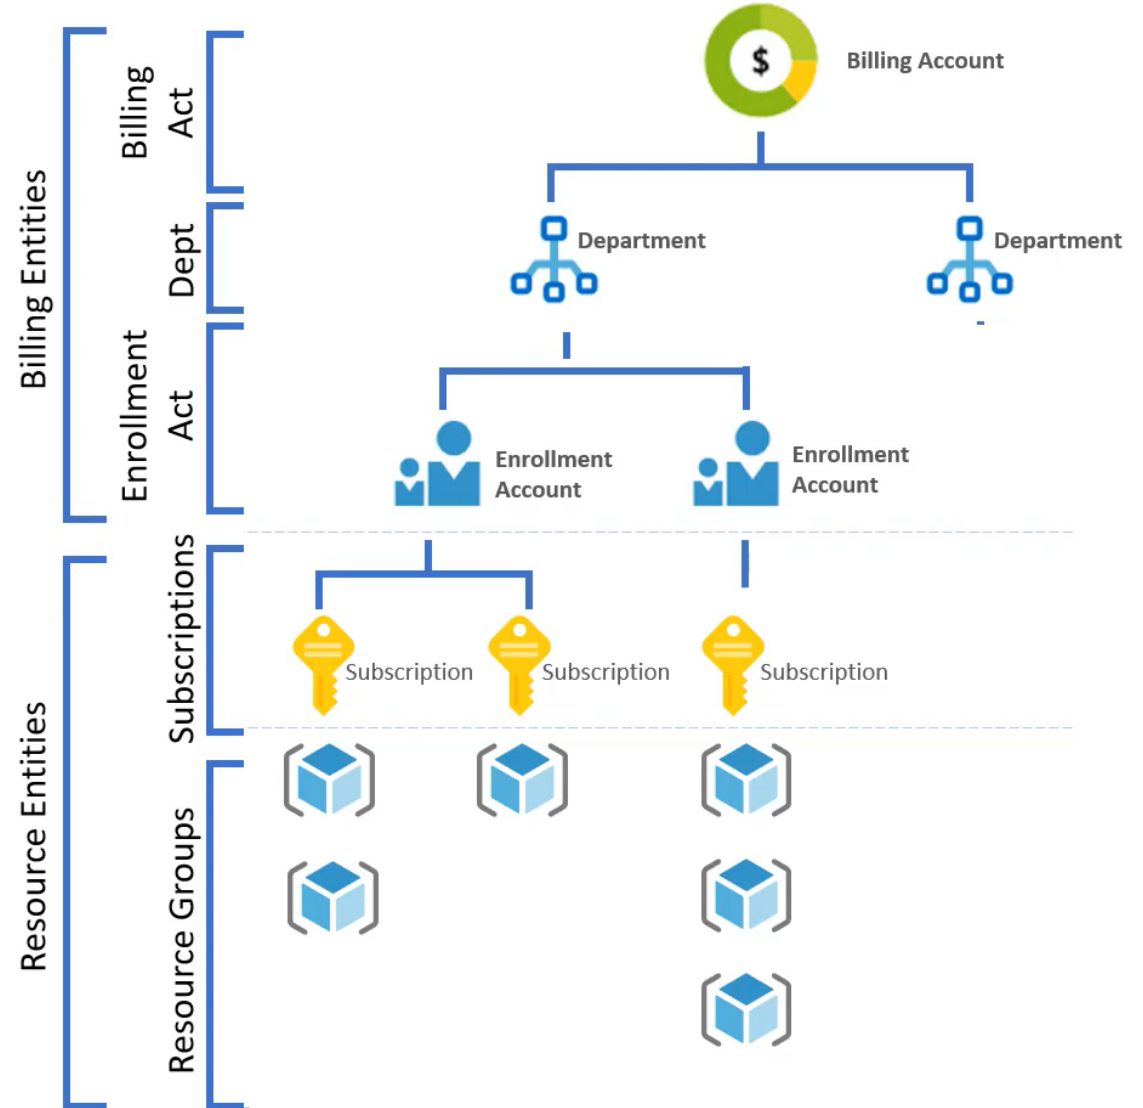 Billing Entities
Billing
Act
$
Billing Account
Dept
Department
Department
Enrollment
Act
Enrollment
Account
Enrollment
Account
Resource Entities
Subscriptions
Subscription
Subscription
Subscription
Resource Groups